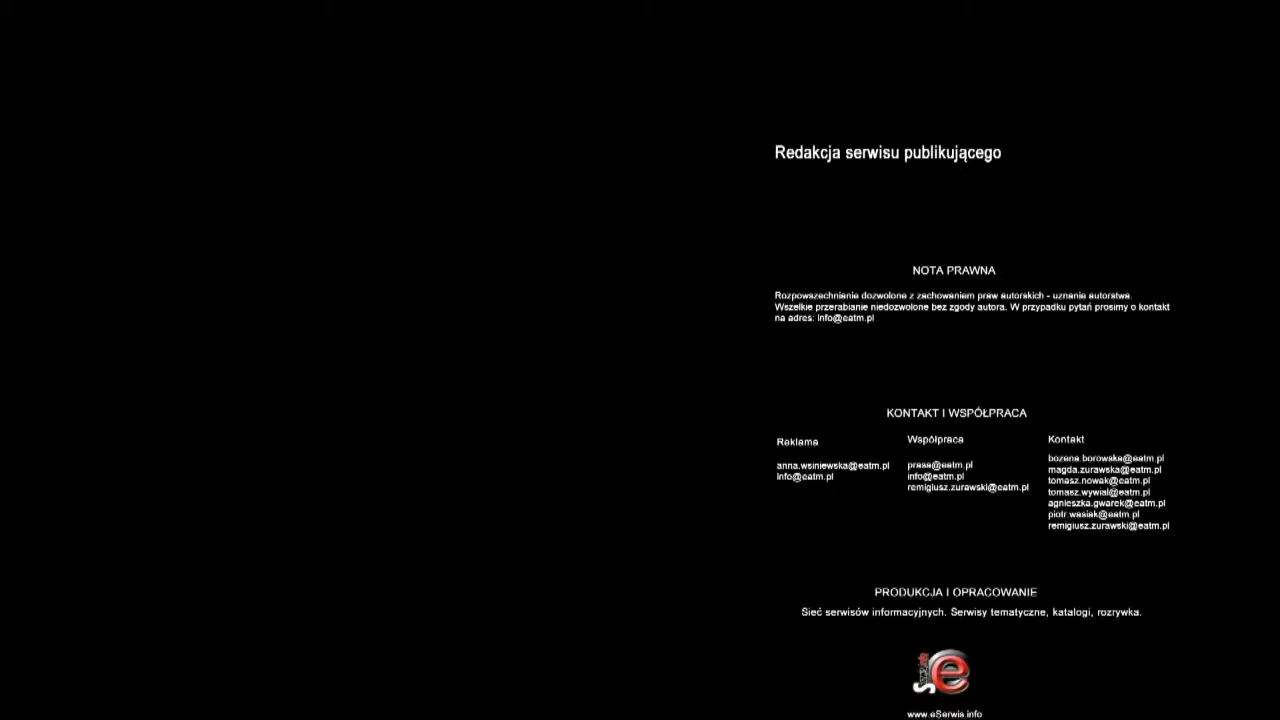 Redakcja serwisu publikującego
NOTA PRAWNA
Rozpowszechnianie dozwolone z zachowaniem praw autorskich - uznanie autorstwa.
Wszelkie przerabianie niedozwolone bez zgody autora. W przypadku pytań prosimy o kontakt
na adres: info@eatm.pl
KONTAKT I WSPÓŁPRACA
Reklama
anna.wsiniewska@eatm.pl
info@eatm.pl
Współpraca
prasa@eatm.pl
info@eatm.pl
remigiusz.zurawski@eatm.pl
Kontakt
bozena.borowska@eatm.pl
magda.zurawska@eatm.pl
tomasz.nowak@eatm.pl
tomasz.wywial@eatm.pl
agnieszka.gwarek@eatm.pl
piotr.wasiak@eatm.pl
remigiusz.zurawski@eatm.pl
PRODUKCJA I OPRACOWANIE
Sieć serwisów informacyjnych. Serwisy tematyczne, katalogi, rozrywka.
e
www.eSerwis.info